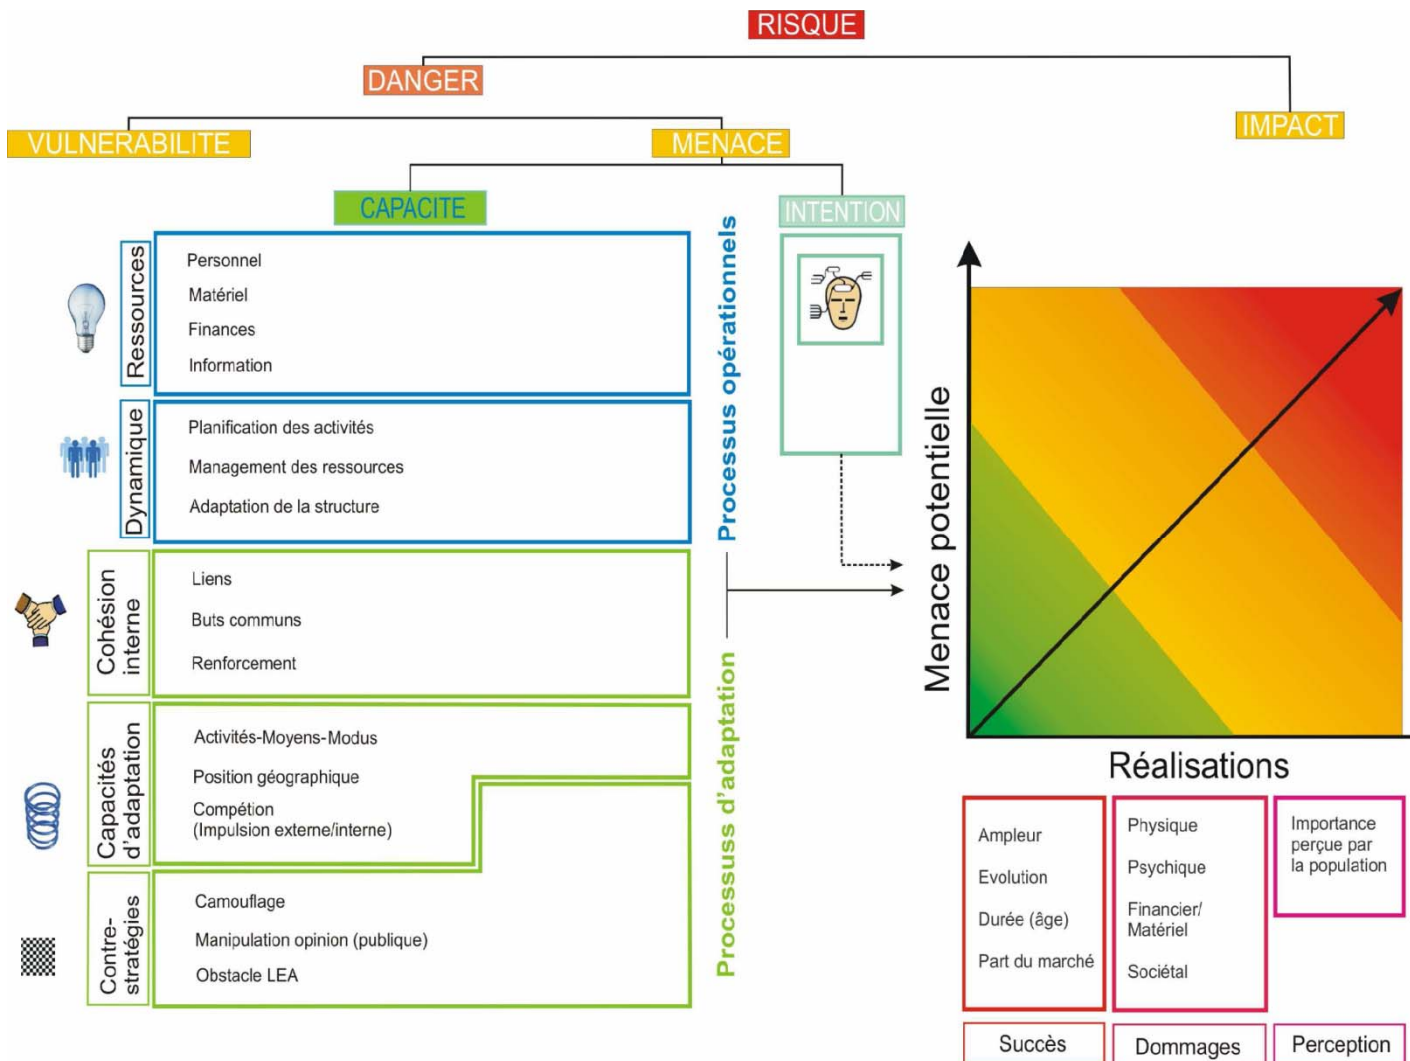 RISQUE
DANGER
IMPACT
VULNERABILITE
MENACE
CAPACITE
INTENTION
Ressources
Personnel
Matériel
Finances
Information
Dynamique
Planification des activités
Management des ressources
Adaptation de la structure
Processus opérationnels
Cohésion
interne
Liens
Buts communs
Renforcement
Capacités
d'adaptation
Activités-Moyens-Modus
Position géographique
Compétion
(Impulsion externe/interne)
Contre-
stratégies
Camouflage
Manipulation opinion (publique)
Obstacle LEA
Processuss d'adaptation
Menace potentielle
Réalisations
Ampleur
Evolution
Durée (âge)
Part du marché
Succès
Physique
Psychique
Financier/
Matériel
Sociétal
Dommages
Importance
perçue par
la population
Perception